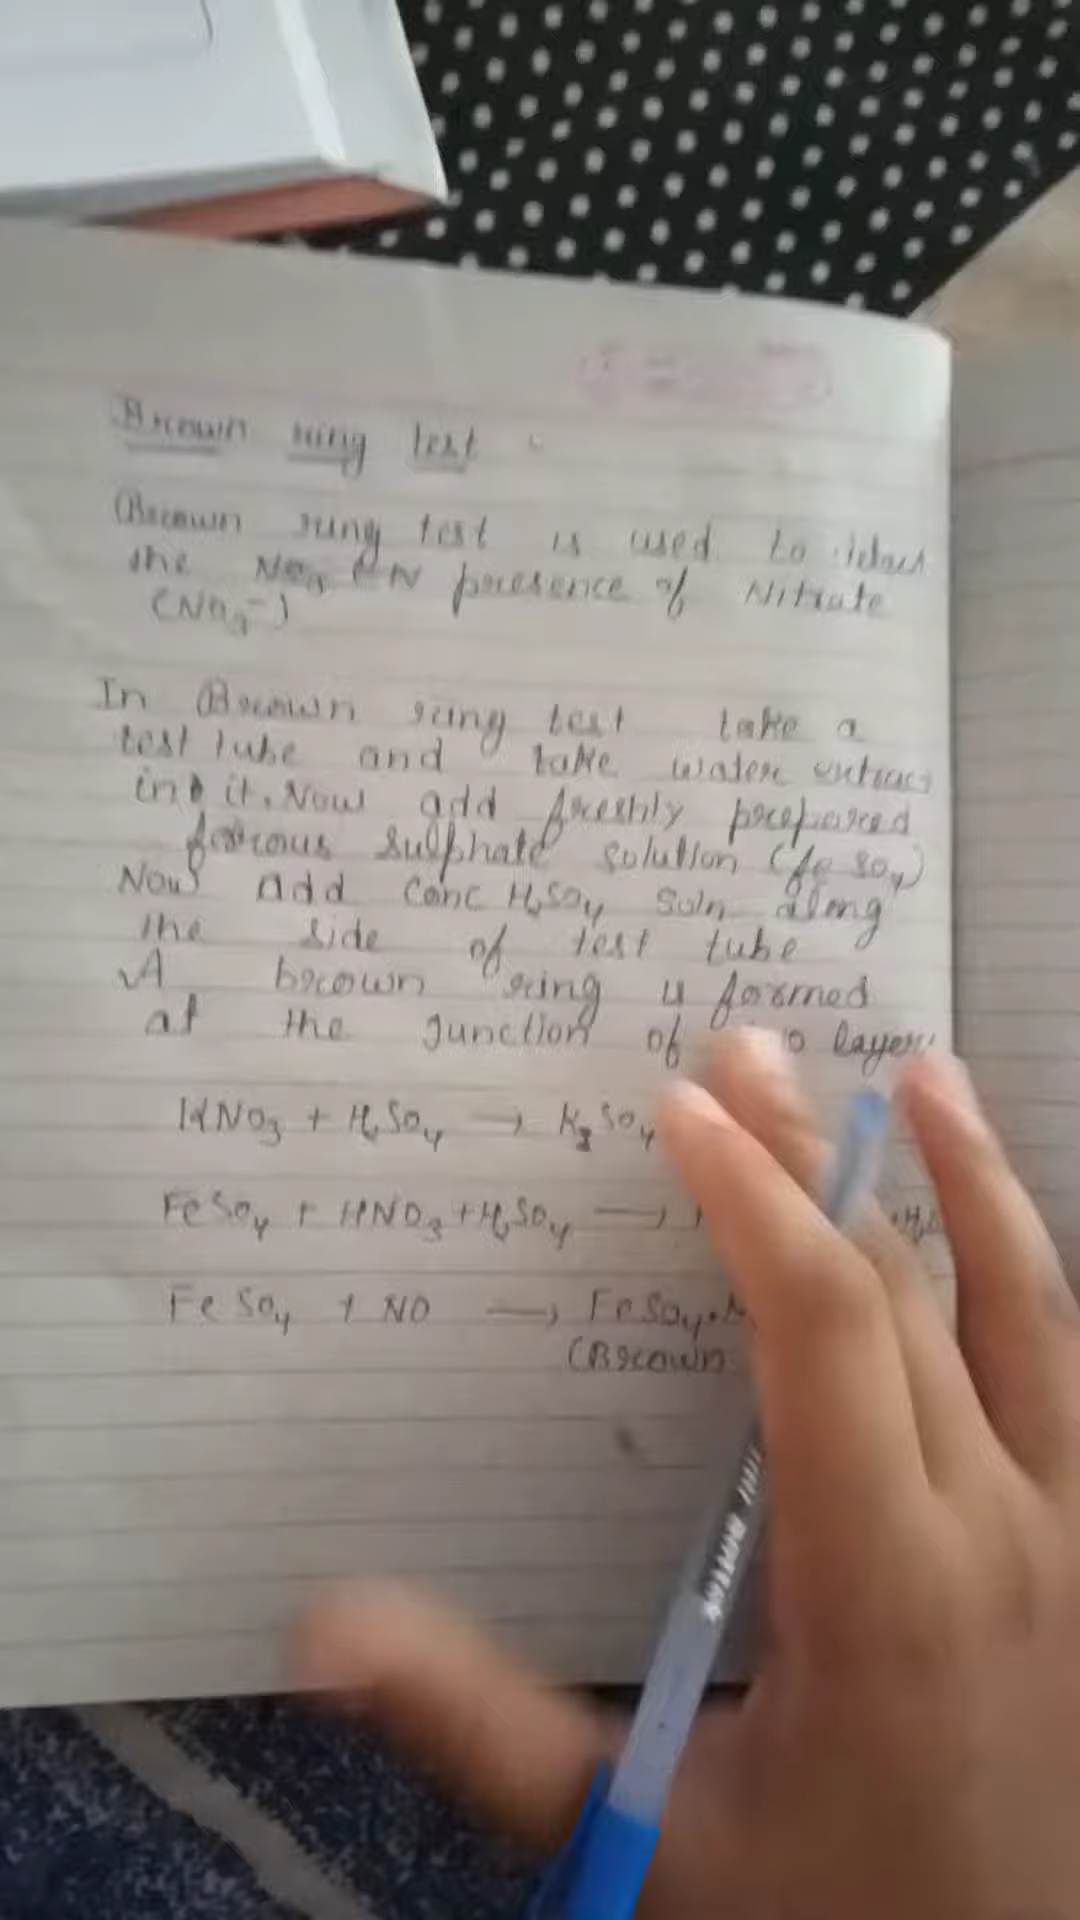 Brown ring test :
Brown ring test is used to detect
the NO3 EN presence of Nitrate
(NO3-)
In Brown ring test take a
test tube and take water extract
in it. Now add freshly prepared
ferrous sulphate solution (feSO4)
Now add conc H2SO4 soln along
the side of test tube
A brown ring is formed
at the junction of layers
KNO3 + H2SO4 → K2SO4
FeSO4 + HNO3 + H2SO4 →
FeSO4 + NO → FeSO4.
(Brown